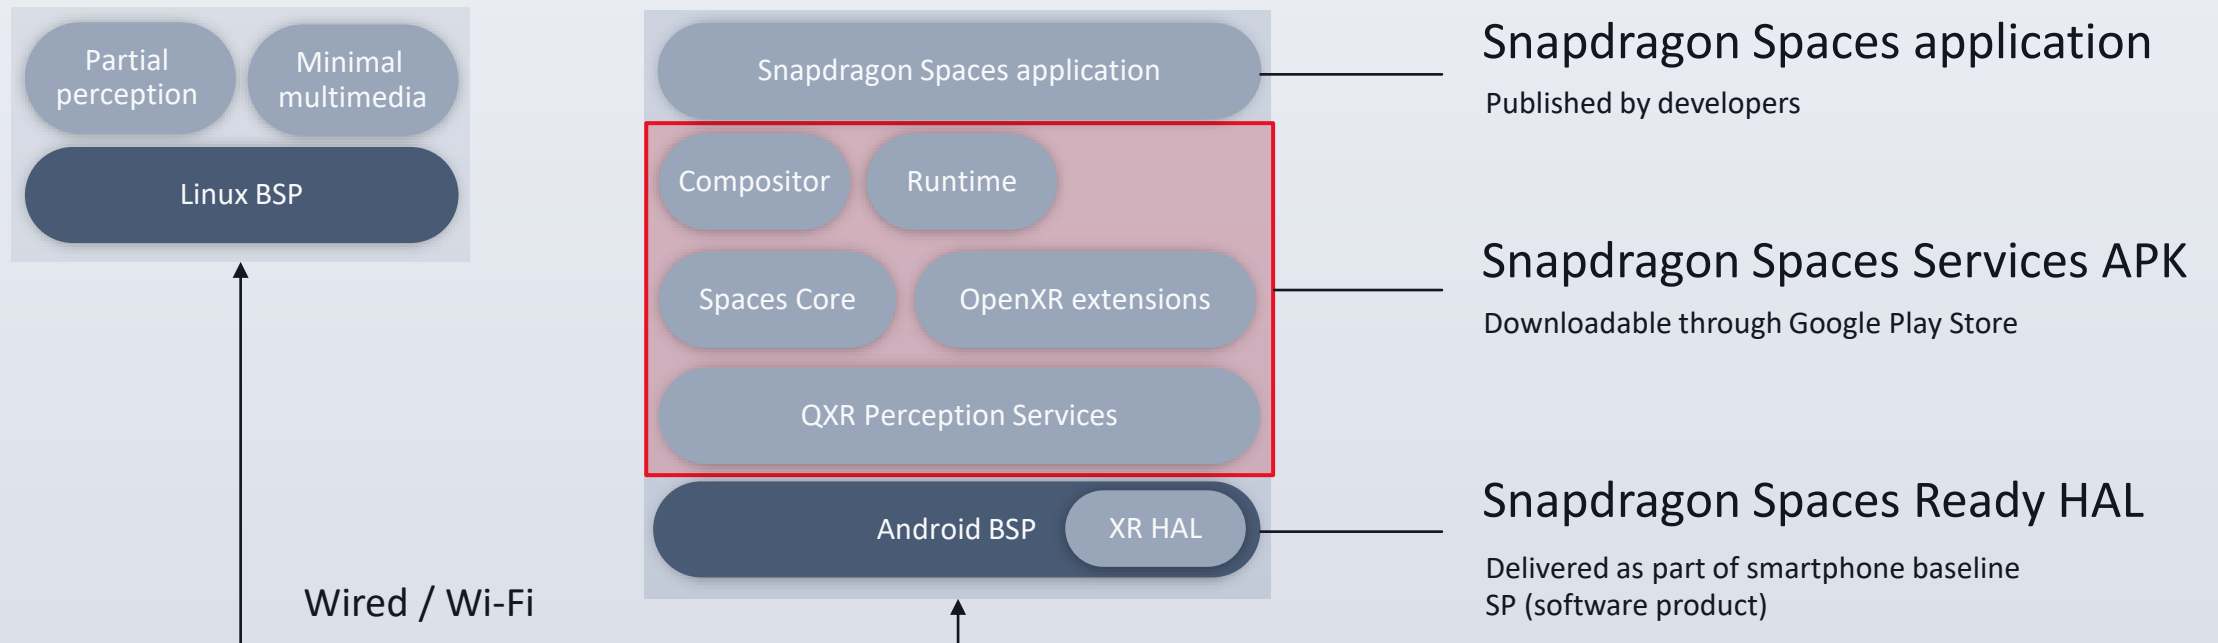 Partial
perception
Minimal
multimedia
Linux BSP
Wired / Wi-Fi
Snapdragon Spaces application
Compositor
Runtime
Spaces Core
OpenXR extensions
QXR Perception Services
Android BSP
XR HAL
Snapdragon Spaces application
Published by developers
Snapdragon Spaces Services APK
Downloadable through Google Play Store
Snapdragon Spaces Ready HAL
Delivered as part of smartphone baseline
SP (software product)